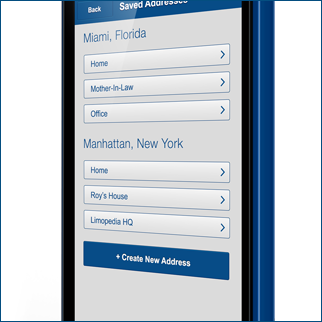 Back Saved Addresses
Miami, Florida
Home
Mother-In-Law
Office
Manhattan, New York
Home
Roy's House
Limopedia HQ
+ Create New Address